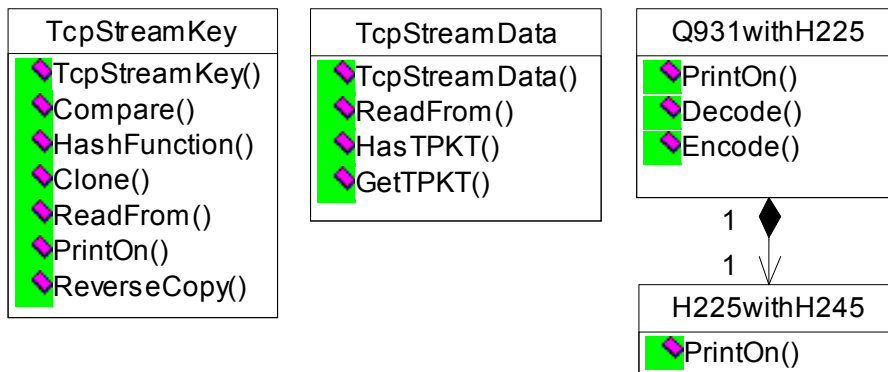 TcpStreamKey
TcpStreamKey()
Compare()
HashFunction()
Clone()
ReadFrom()
PrintOn()
ReverseCopy()
TcpStreamData
TcpStreamData()
ReadFrom()
HasTPKT()
GetTPKT()
Q931withH225
PrintOn()
Decode()
Encode()
1
1
H225withH245
PrintOn()